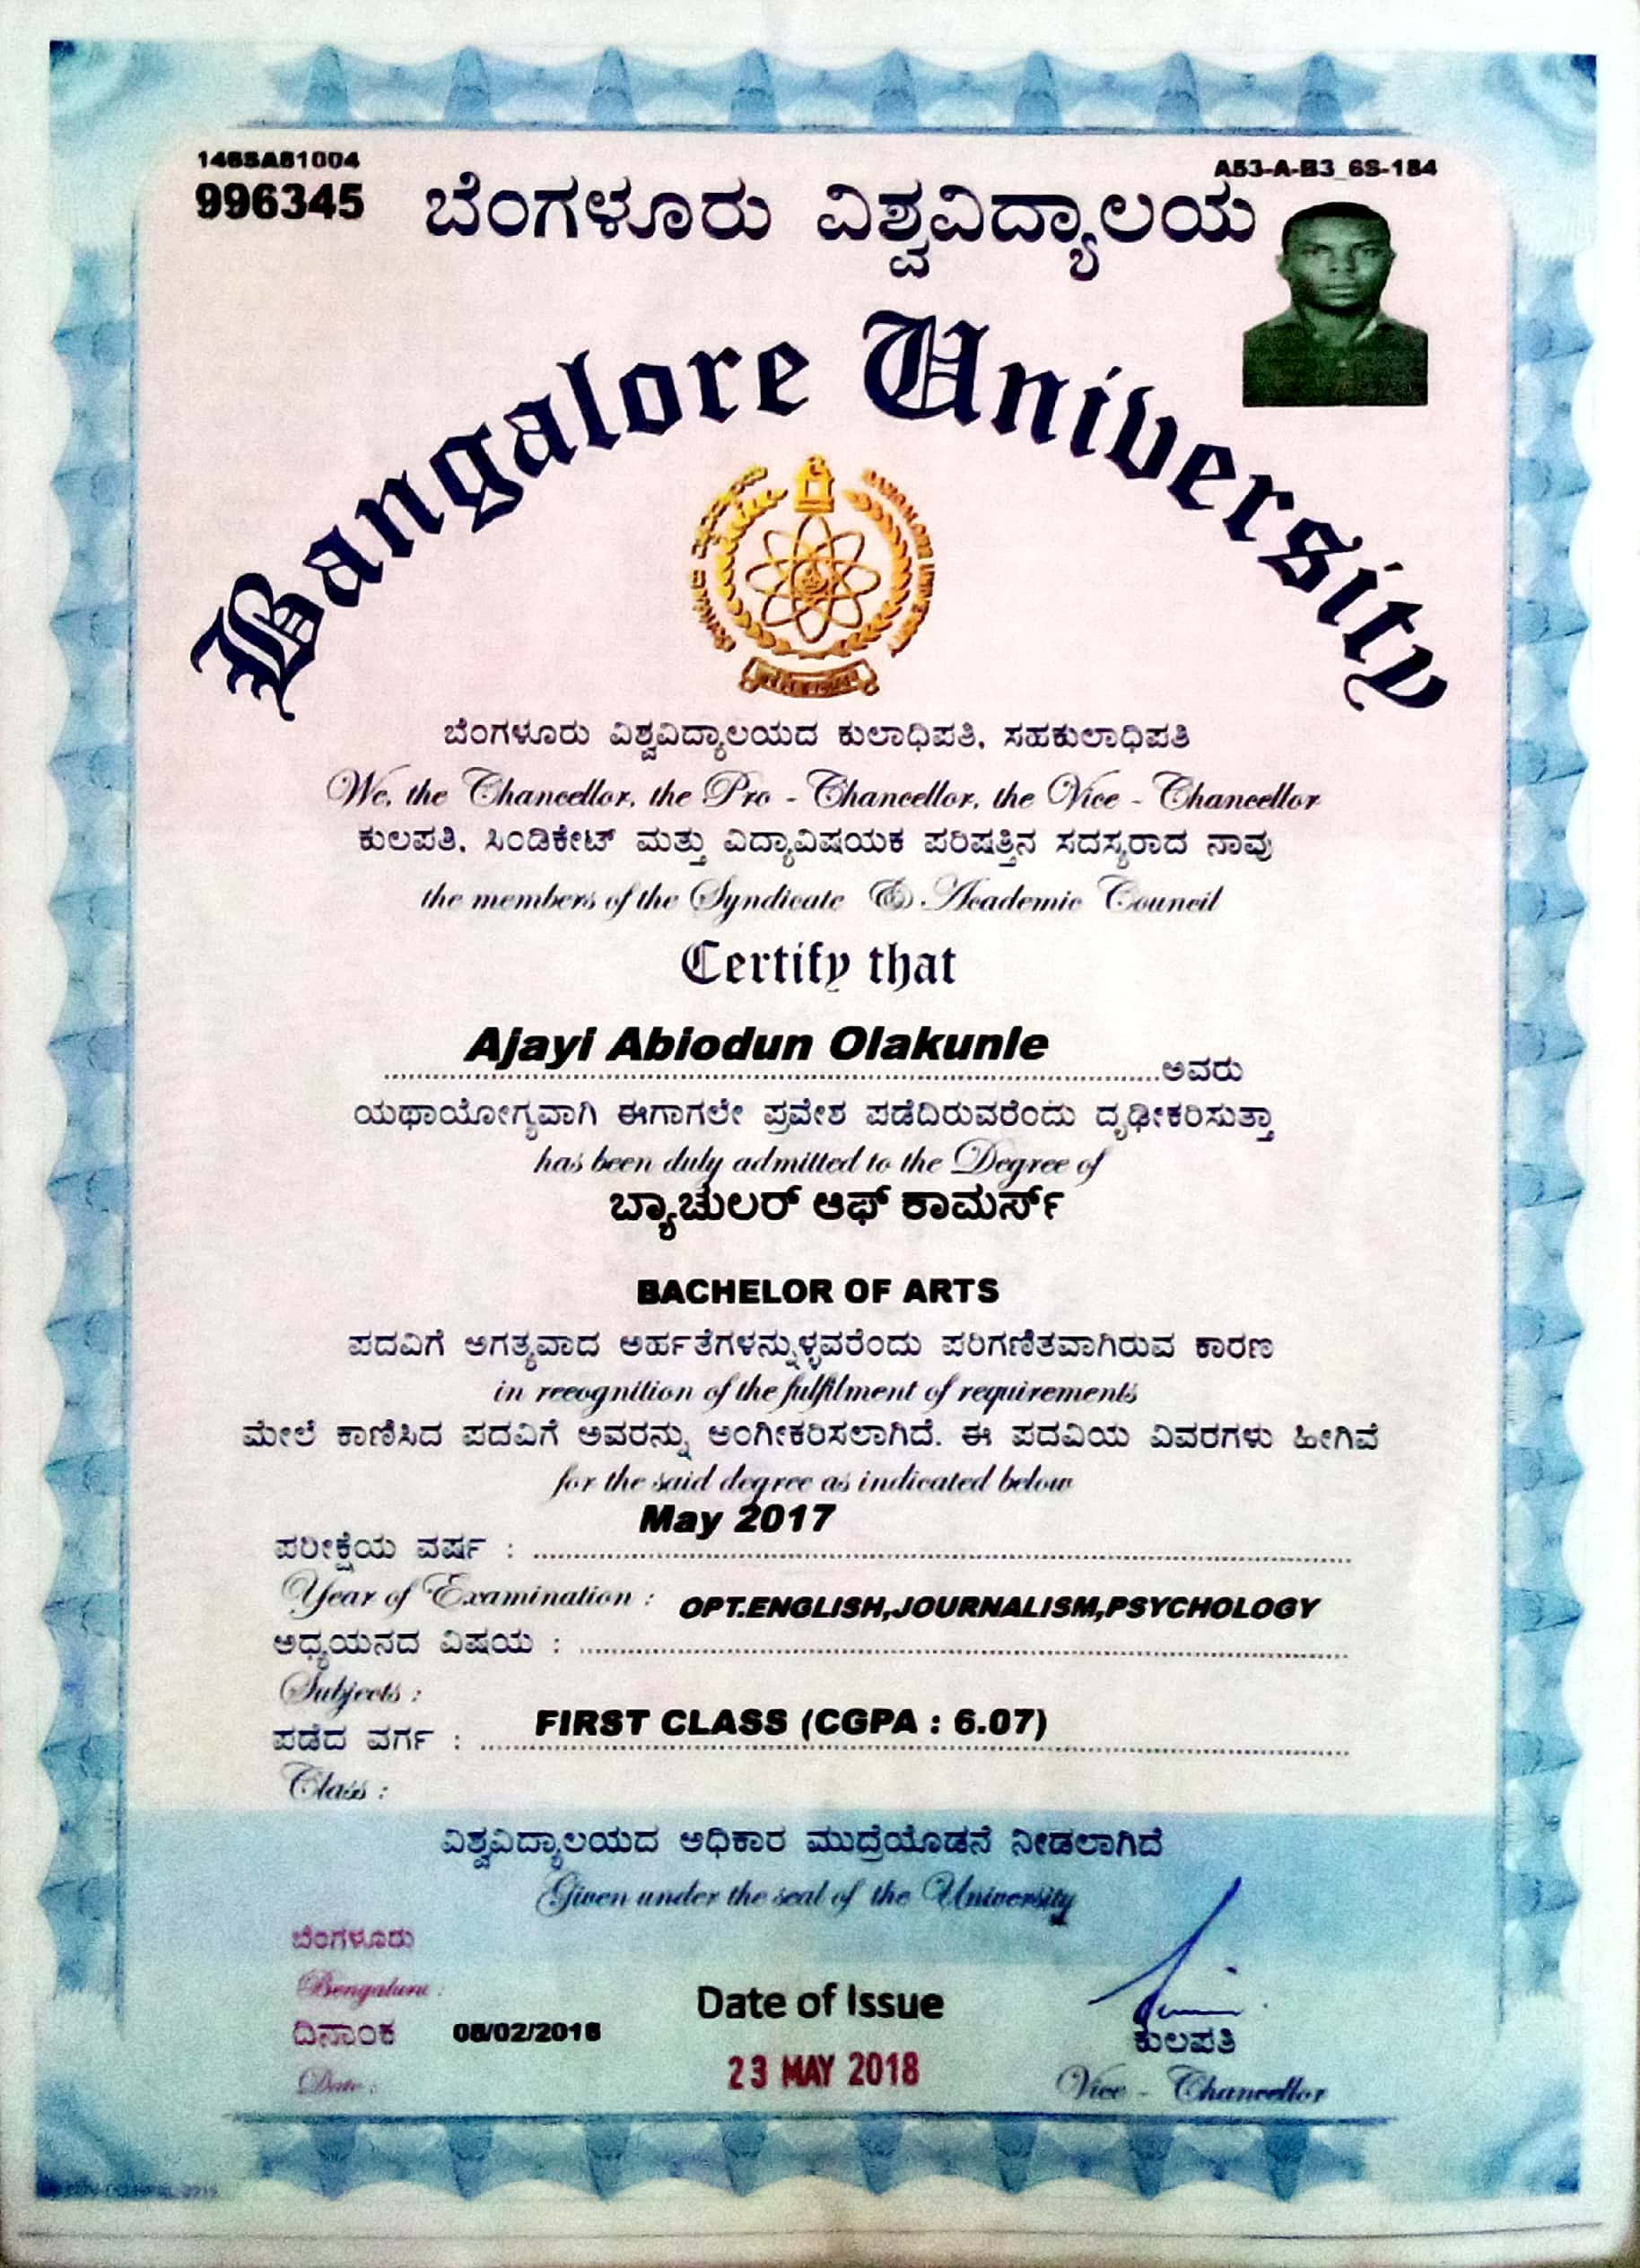 146SA81004
996345
A53-A-B3_6S-184
ಬೆಂಗಳೂರು ವಿಶ್ವವಿದ್ಯಾಲಯ
Bangalore University
ಬೆಂಗಳೂರು ವಿಶ್ವವಿದ್ಯಾಲಯದ ಕುಲಾಧಿಪತಿ, ಸಹಕುಲಾಧಿಪತಿ
We, the Chancellor, the Pro - Chancellor, the Vice - Chancellor
ಕುಲಪತಿ, ಸಿಂಡಿಕೇಟ್ ಮತ್ತು ವಿದ್ಯಾವಿಷಯಕ ಪರಿಷತ್ತಿನ ಸದಸ್ಯರಾದ ನಾವು
the members of the Syndicate & Academic Council
Certify that
Ajayi Abiodun Olakunle
ಅವರು
ಯಥಾಯೋಗ್ಯವಾಗಿ ಈಗಾಗಲೇ ಪ್ರವೇಶ ಪಡೆದಿರುವರೆಂದು ದೃಢೀಕರಿಸುತ್ತಾ
has been duly admitted to the Degree of
ಬ್ಯಾಚುಲರ್ ಆಫ್ ಕಾಮರ್ಸ್
BACHELOR OF ARTS
ಪದವಿಗೆ ಅಗತ್ಯವಾದ ಅರ್ಹತೆಗಳನ್ನುಳ್ಳವರೆಂದು ಪರಿಗಣಿತವಾಗಿರುವ ಕಾರಣ
in recognition of the fulfilment of requirements
ಮೇಲೆ ಕಾಣಿಸಿದ ಪದವಿಗೆ ಅವರನ್ನು ಅಂಗೀಕರಿಸಲಾಗಿದೆ. ಈ ಪದವಿಯ ವಿವರಗಳು ಹೀಗಿವೆ
for the said degree as indicated below
May 2017
ಪರೀಕ್ಷೆಯ ವರ್ಷ :
Year of Examination :
OPT.ENGLISH,JOURNALISM,PSYCHOLOGY
ಅಧ್ಯಯನದ ವಿಷಯ :
Subjects :
FIRST CLASS (CGPA : 6.07)
ಪಡೆದ ವರ್ಗ :
Class :
ವಿಶ್ವವಿದ್ಯಾಲಯದ ಅಧಿಕಾರ ಮುದ್ರೆಯೊಡನೆ ನೀಡಲಾಗಿದೆ
Given under the seal of the University
ಬೆಂಗಳೂರು
Bengaluru :
ದಿನಾಂಕ
Date :
Date of Issue
23 MAY 2018
ಕುಲಪತಿ
Vice - Chancellor